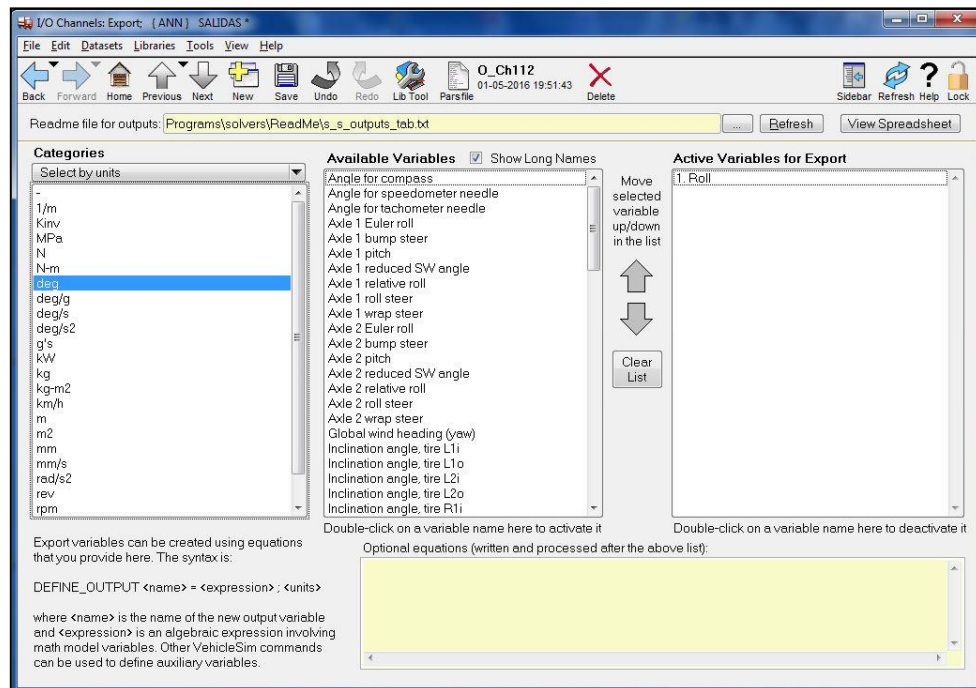 I/O Channels: Export; { ANN } SALIDAS *
File Edit Datasets Libraries Tools View Help
Back Forward Home Previous Next New Save Undo Redo Lib Tool Parsfile
O_Ch112
01-05-2016 19:51:43
Delete
Sidebar Refresh Help Lock
Readme file for outputs: Programs\solvers\ReadMe\s_s_outputs_tab.txt ... Refresh View Spreadsheet
Categories
Select by units
-
1/m
Kinv
MPa
N
N-m
deg
deg/g
deg/s
deg/s2
g's
kW
kg
kg-m2
km/h
m
m2
mm
mm/s
rad/s2
rev
rpm
Available Variables Show Long Names
Angle for compass
Angle for speedometer needle
Angle for tachometer needle
Axle 1 Euler roll
Axle 1 bump steer
Axle 1 pitch
Axle 1 reduced SW angle
Axle 1 relative roll
Axle 1 roll steer
Axle 1 wrap steer
Axle 2 Euler roll
Axle 2 bump steer
Axle 2 pitch
Axle 2 reduced SW angle
Axle 2 relative roll
Axle 2 roll steer
Axle 2 wrap steer
Global wind heading (yaw)
Inclination angle, tire L1i
Inclination angle, tire L1o
Inclination angle, tire L2i
Inclination angle, tire L2o
Inclination angle, tire R1i
Double-click on a variable name here to activate it
Move
selected
variable
up/down
in the list
Clear
List
Active Variables for Export
1. Roll
Double-click on a variable name here to deactivate it
Export variables can be created using equations
that you provide here. The syntax is:
DEFINE_OUTPUT <name> = <expression> ; <units>
where <name> is the name of the new output variable
and <expression> is an algebraic expression involving
math model variables. Other VehicleSim commands
can be used to define auxiliary variables.
Optional equations (written and processed after the above list):